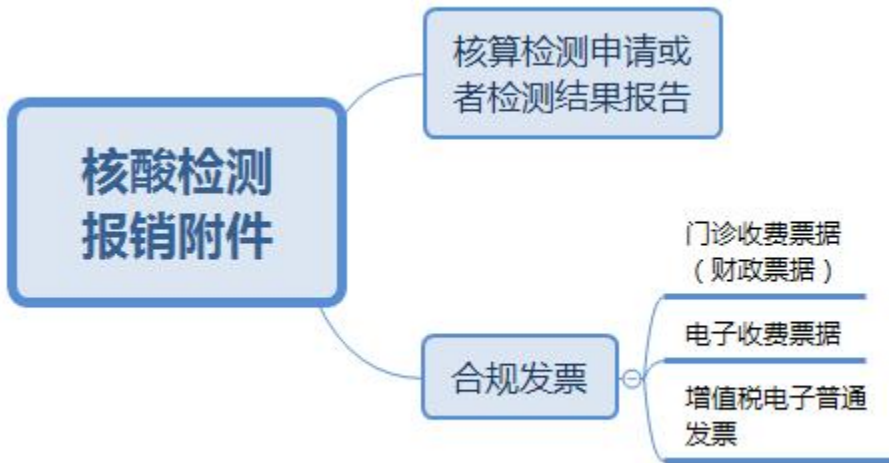 核酸检测
报销附件
核算检测申请或
者检测结果报告
合规发票
门诊收费票据
（财政票据）
电子收费票据
增值税电子普通
发票